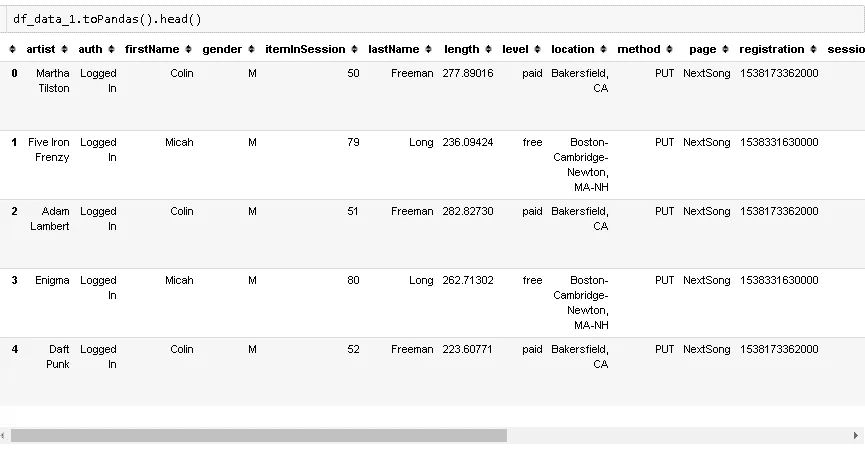 df_data_1.toPandas().head()
artist auth firstName gender itemInSession lastName length level location method page registration sessio
0 Martha Logged Colin M 50 Freeman 277.89016 paid Bakersfield, PUT NextSong 1538173362000
Tilston In CA
1 Five Iron Logged Micah M 79 Long 236.09424 free Boston- PUT NextSong 1538331630000
Frenzy In Cambridge-
Newton,
MA-NH
2 Adam Logged Colin M 51 Freeman 282.82730 paid Bakersfield, PUT NextSong 1538173362000
Lambert In CA
3 Enigma Logged Micah M 80 Long 262.71302 free Boston- PUT NextSong 1538331630000
In Cambridge-
Newton,
MA-NH
4 Daft Logged Colin M 52 Freeman 223.60771 paid Bakersfield, PUT NextSong 1538173362000
Punk In CA